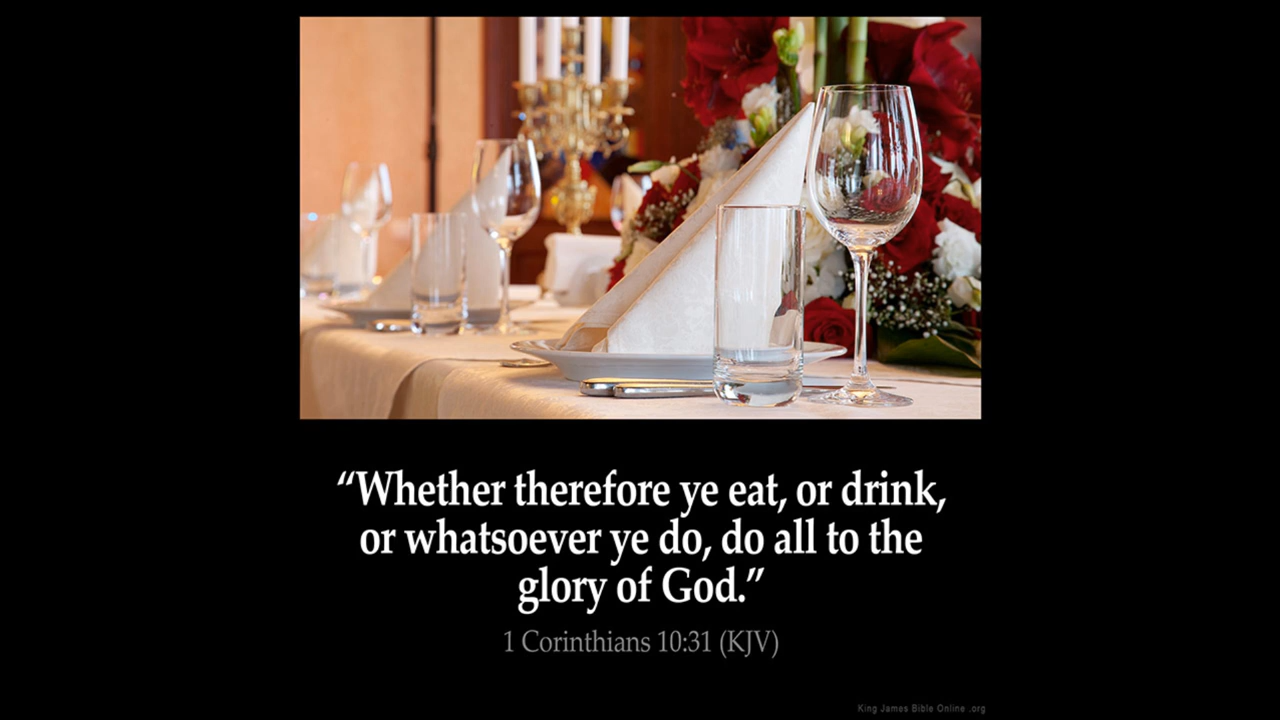 “Whether therefore ye eat, or drink,
or whatsoever ye do, do all to the
glory of God.”
1 Corinthians 10:31 (KJV)
King James Bible Online .org